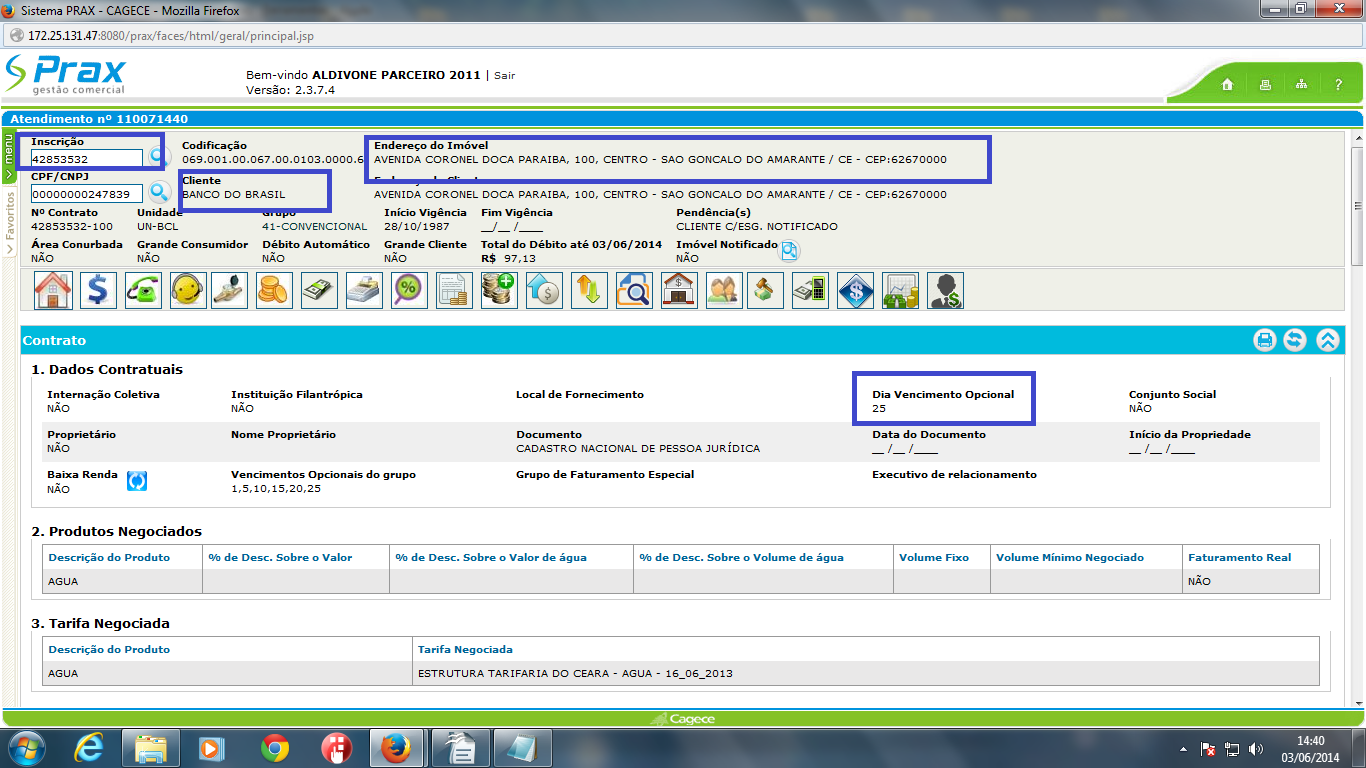 Sistema PRAX - CAGECE - Mozilla Firefox
172.25.131.47:8080/prax/faces/html/geral/principal.jsp
Prax
gestão comercial
Bem-vindo ALDIVONE PARCEIRO 2011 | Sair
Versão: 2.3.7.4
Atendimento nº 110071440
menu
Favoritos
Inscrição Codificação Endereço do Imóvel
42853532 069.001.00.067.00.0103.0000.6 AVENIDA CORONEL DOCA PARAIBA, 100, CENTRO - SAO GONCALO DO AMARANTE / CE - CEP:62670000
CPF/CNPJ Cliente
00000000247839 BANCO DO BRASIL AVENIDA CORONEL DOCA PARAIBA, 100, CENTRO - SAO GONCALO DO AMARANTE / CE - CEP:62670000
Nº Contrato Unidade Grupo Início Vigência Fim Vigência Pendência(s)
42853532-100 UN-BCL 41-CONVENCIONAL 28/10/1987 __/__ /____ CLIENTE C/ESG. NOTIFICADO
Área Conurbada Grande Consumidor Débito Automático Grande Cliente Total do Débito até 03/06/2014 Imóvel Notificado
NÃO NÃO NÃO NÃO R$ 97,13 NÃO
Contrato
1. Dados Contratuais
Internação Coletiva Instituição Filantrópica Local de Fornecimento Dia Vencimento Opcional Conjunto Social
NÃO NÃO 25 NÃO
Proprietário Nome Proprietário Documento Data do Documento Início da Propriedade
NÃO CADASTRO NACIONAL DE PESSOA JURÍDICA __ /__ /____ __ /__ /____
Baixa Renda Vencimentos Opcionais do grupo Grupo de Faturamento Especial Executivo de relacionamento
NÃO 1,5,10,15,20,25
2. Produtos Negociados
Descrição do Produto % de Desc. Sobre o Valor % de Desc. Sobre o Valor de água % de Desc. Sobre o Volume de água Volume Fixo Volume Mínimo Negociado Faturamento Real
AGUA NÃO
3. Tarifa Negociada
Descrição do Produto Tarifa Negociada
AGUA ESTRUTURA TARIFARIA DO CEARA - AGUA - 16_06_2013
Cagece
14:40
03/06/2014